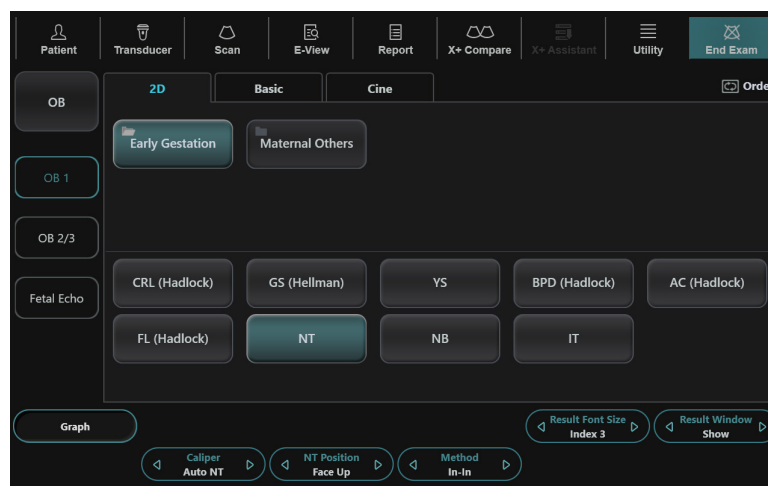 Patient
Transducer
Scan
E-View
Report
X+ Compare
X+ Assistant
Utility
End Exam
OB
2D
Basic
Cine
Orde
Early Gestation
Maternal Others
OB 1
OB 2/3
Fetal Echo
CRL (Hadlock)
GS (Hellman)
YS
BPD (Hadlock)
AC (Hadlock)
FL (Hadlock)
NT
NB
IT
Graph
Result Font Size
Index 3
Result Window
Show
Caliper
Auto NT
NT Position
Face Up
Method
In-In